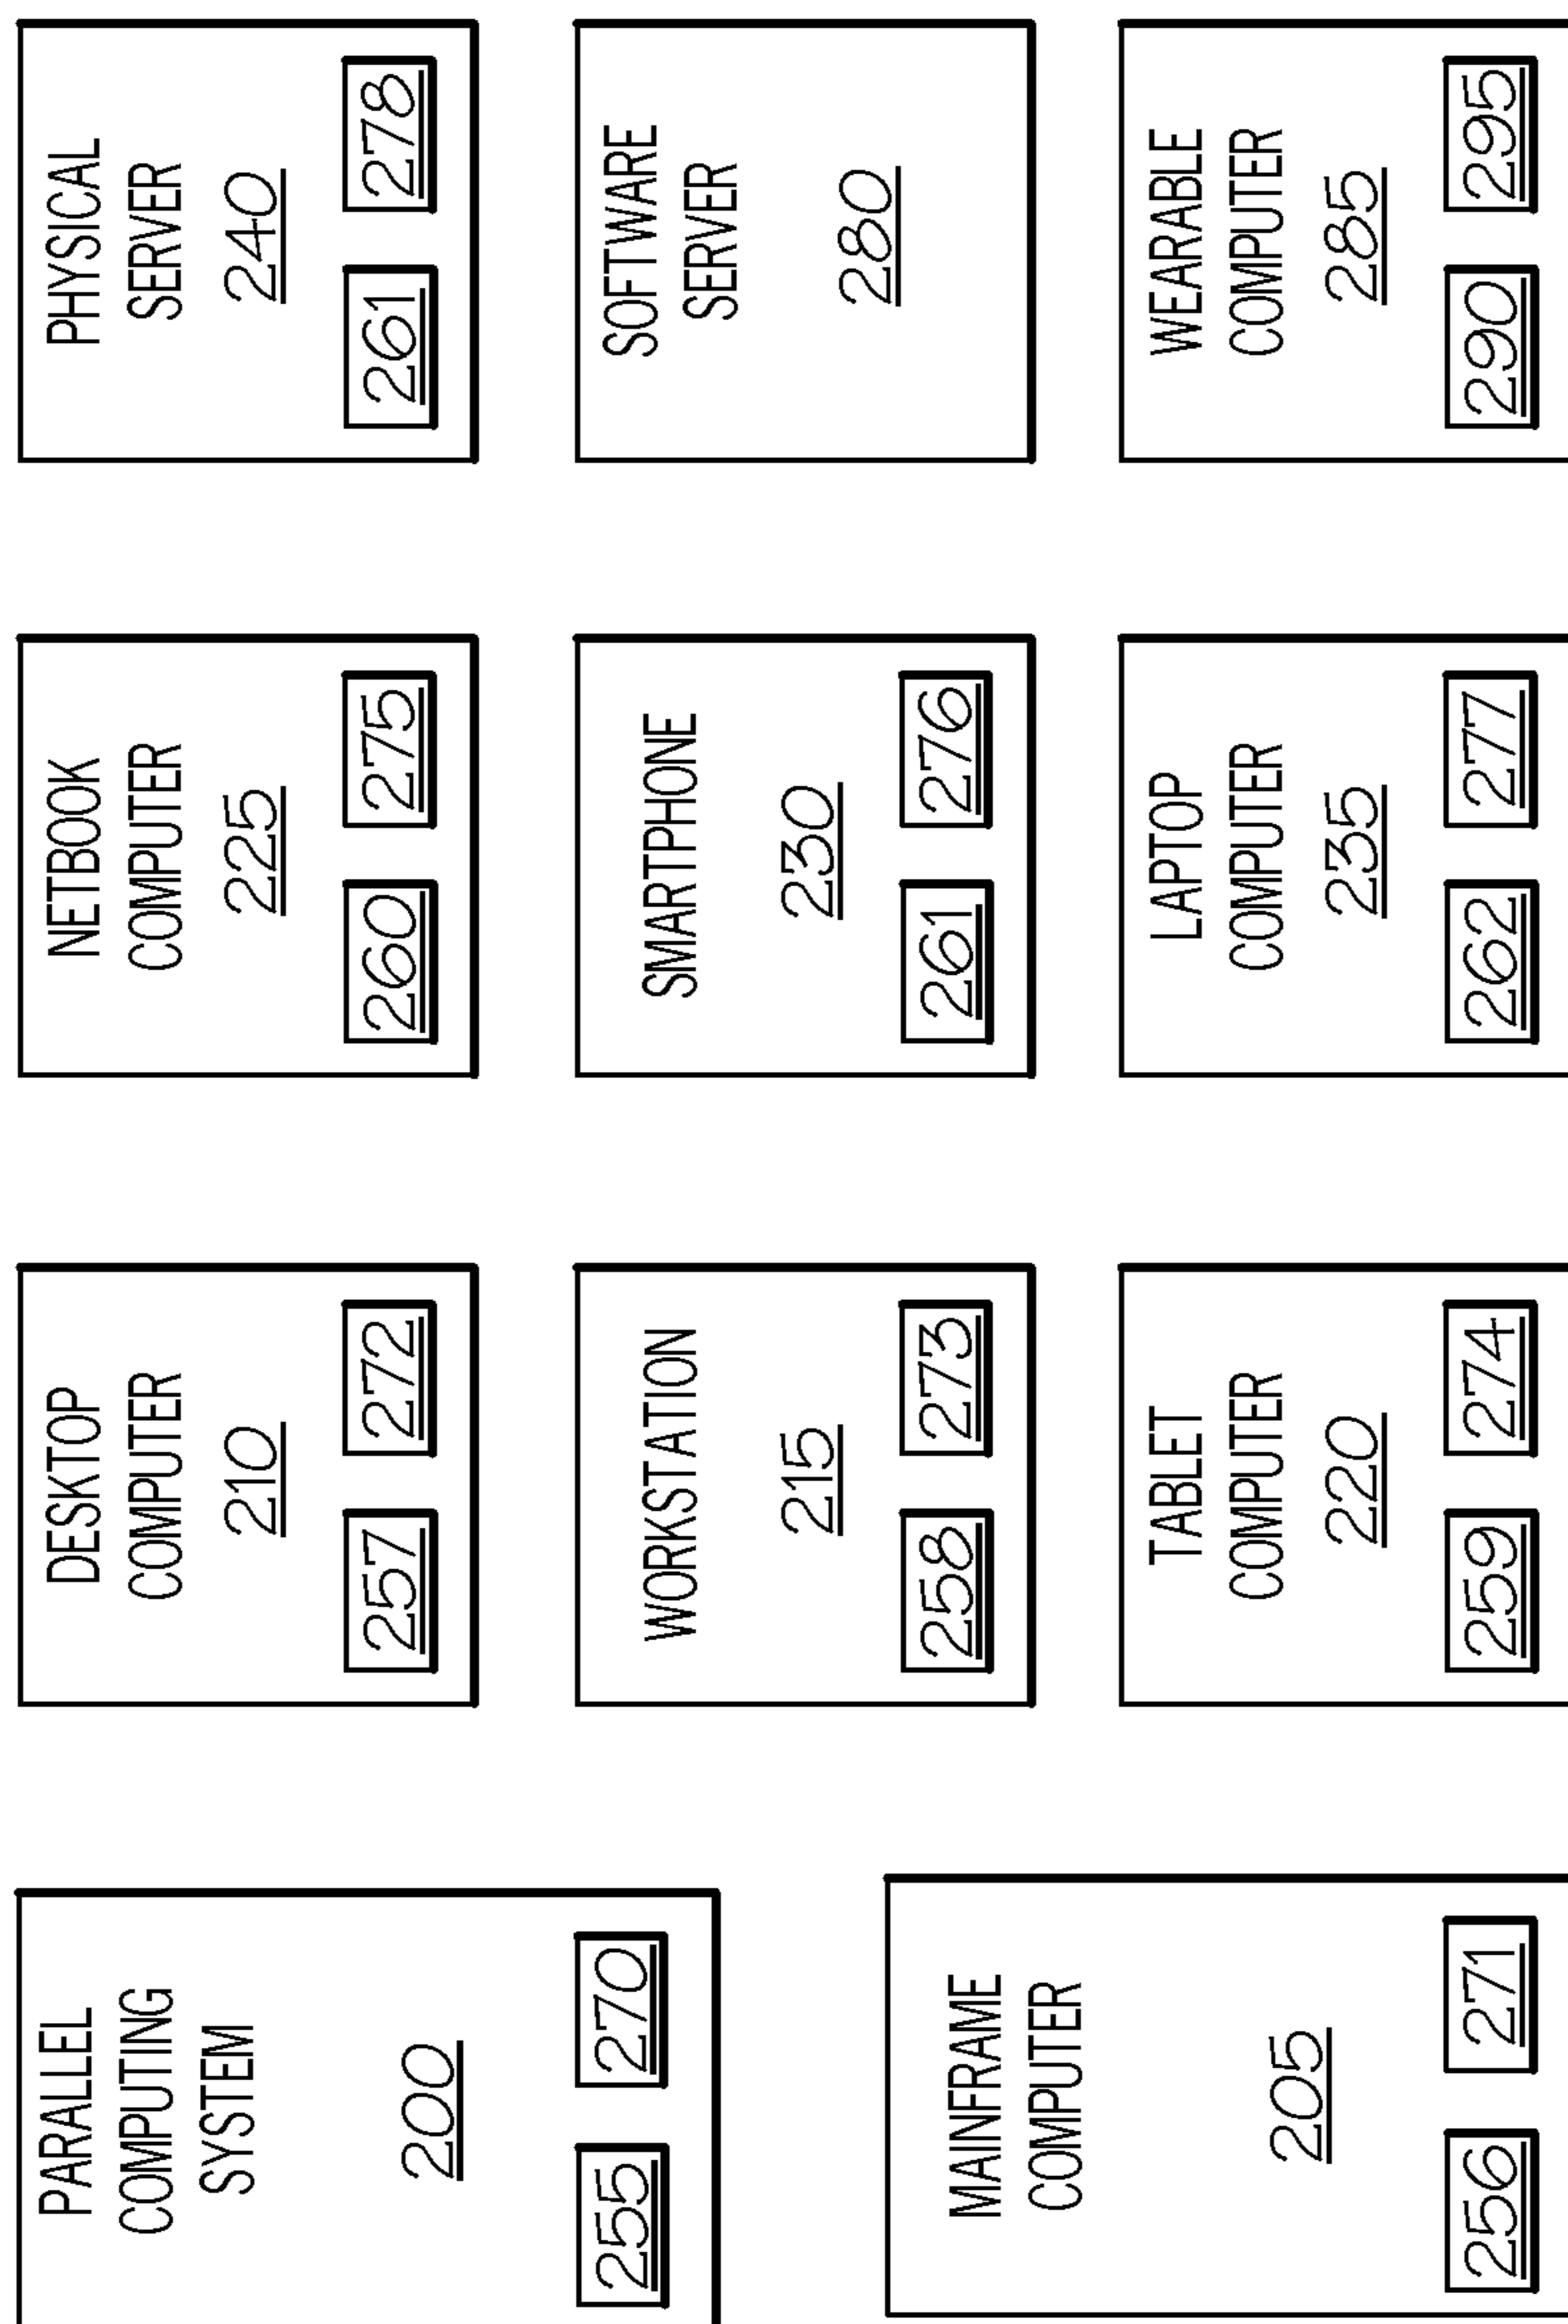 PARALLEL
COMPUTING
SYSTEM
200
255
270
DESKTOP
COMPUTER
210
257
272
NETBOOK
COMPUTER
225
260
275
PHYSICAL
SERVER
240
261
278
WORKSTATION
215
258
273
SMARTPHONE
230
261
276
SOFTWARE
SERVER
280
MAINFRAME
COMPUTER
205
256
271
TABLET
COMPUTER
220
259
274
LAPTOP
COMPUTER
235
262
277
WEARABLE
COMPUTER
285
290
295